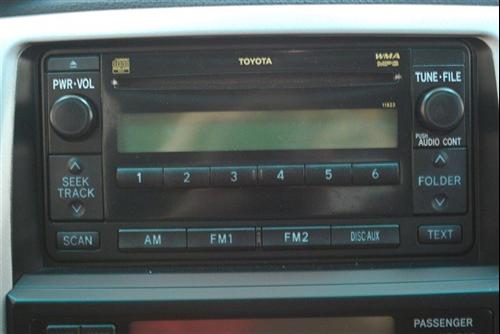 TOYOTA
WMA
MP3
PWR·VOL
TUNE·FILE
11823
PUSH
AUDIO CONT
1 2 3 4 5 6
SEEK
TRACK
FOLDER
SCAN
AM FM1 FM2 DISC·AUX
TEXT
PASSENGER